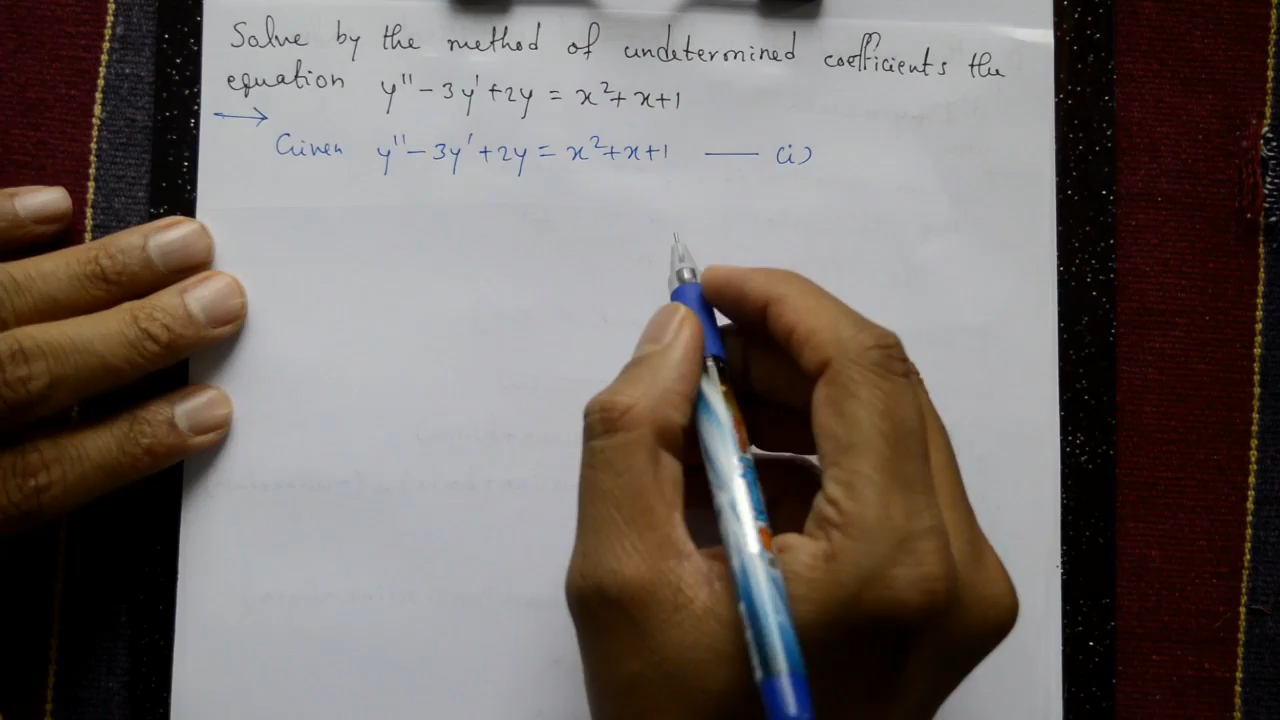 Solve by the method of undetermined coefficients the
equation y'' - 3y' + 2y = x² + x + 1
→ Given y'' - 3y' + 2y = x² + x + 1 —— (i)